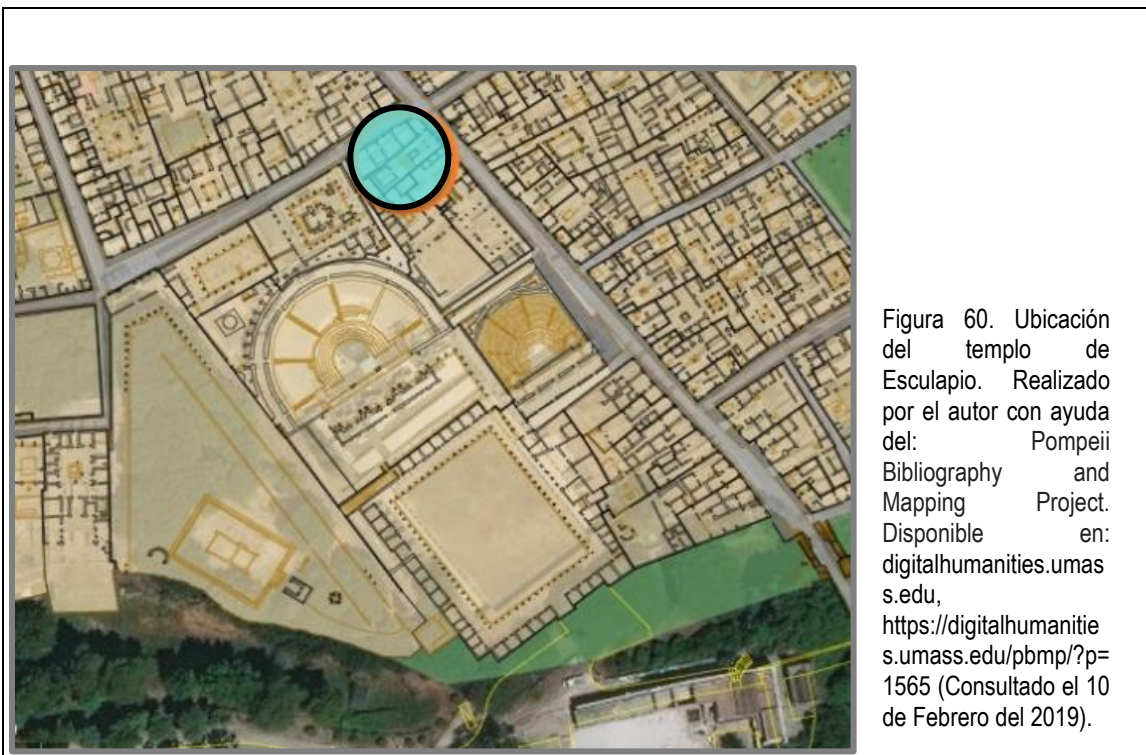 Figura 60. Ubicación
del templo de
Esculapio. Realizado
por el autor con ayuda
del: Pompeii
Bibliography and
Mapping Project.
Disponible en:
digitalhumanities.umas
s.edu,
https://digitalhumanitie
s.umass.edu/pbmp/?p=
1565 (Consultado el 10
de Febrero del 2019).